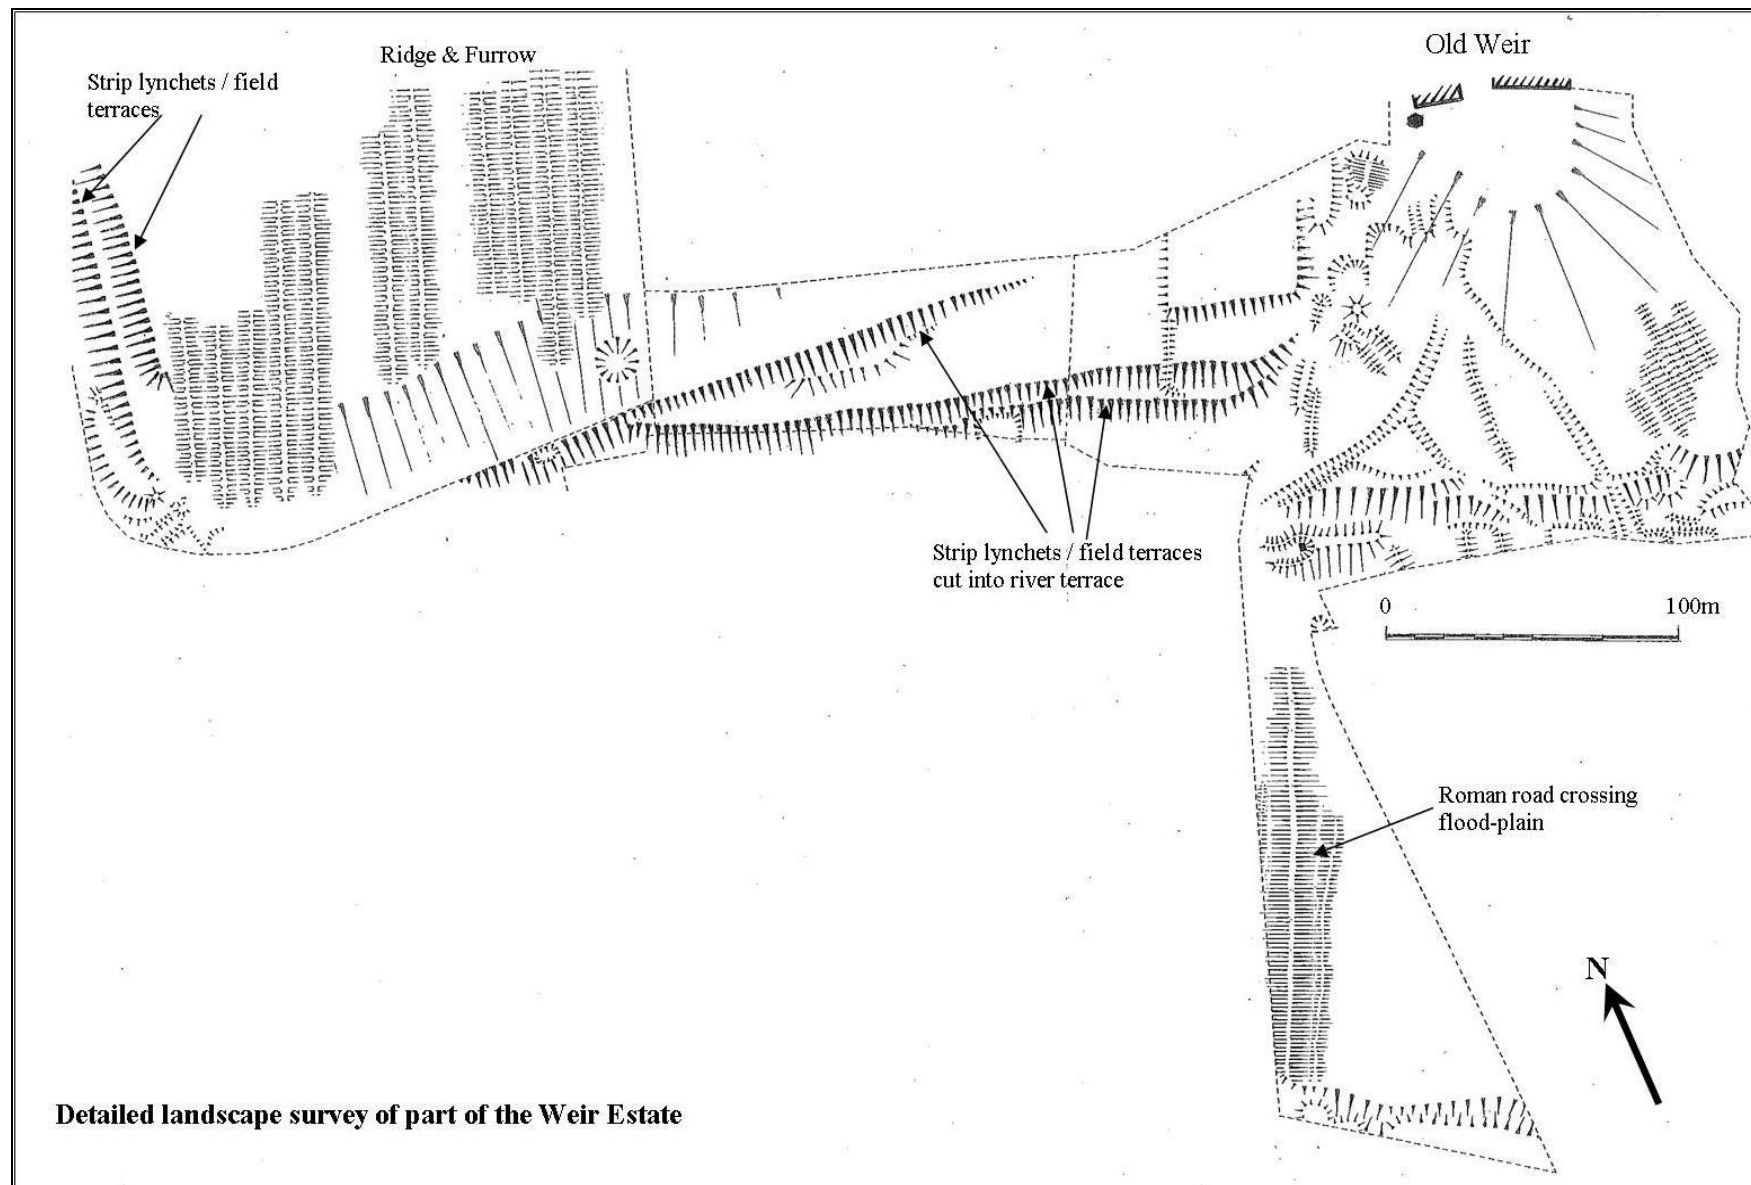 Ridge & Furrow
Old Weir
Strip lynchets / field
terraces
Strip lynchets / field terraces
cut into river terrace
0 100m
Roman road crossing
flood-plain
N
Detailed landscape survey of part of the Weir Estate